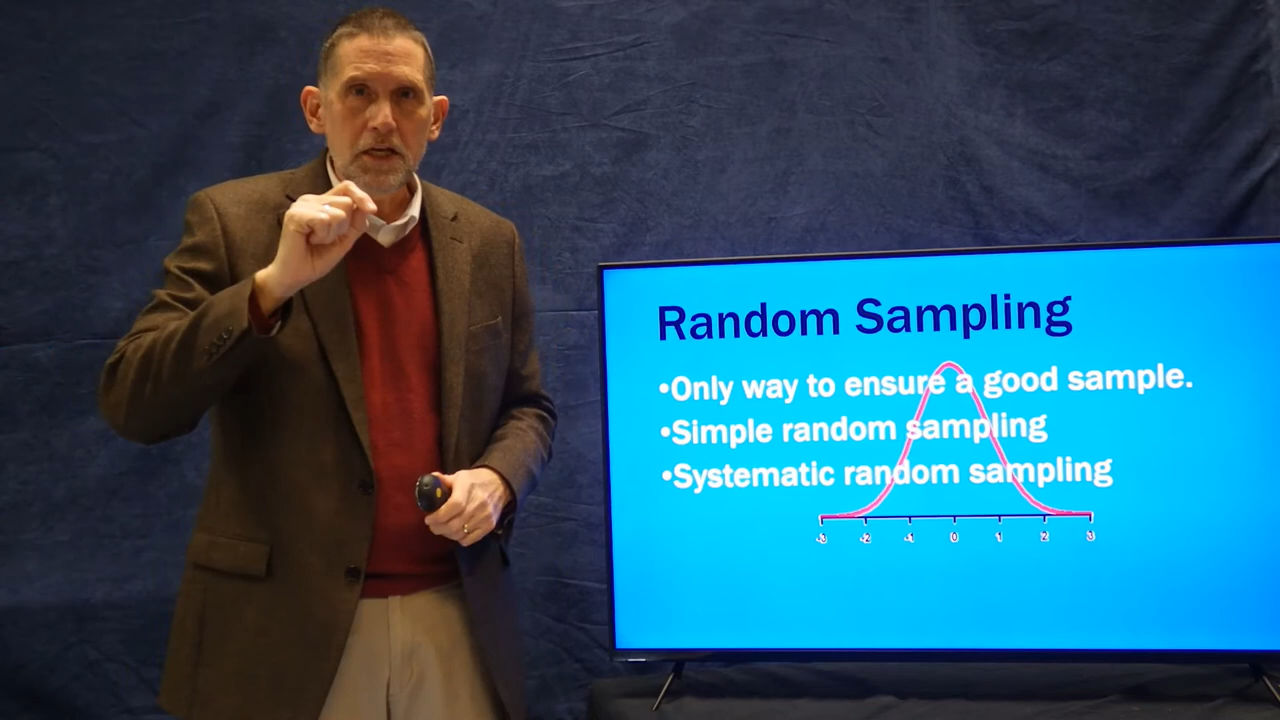 Random Sampling
•Only way to ensure a good sample.
•Simple random sampling
•Systematic random sampling
-3 -2 -1 0 1 2 3